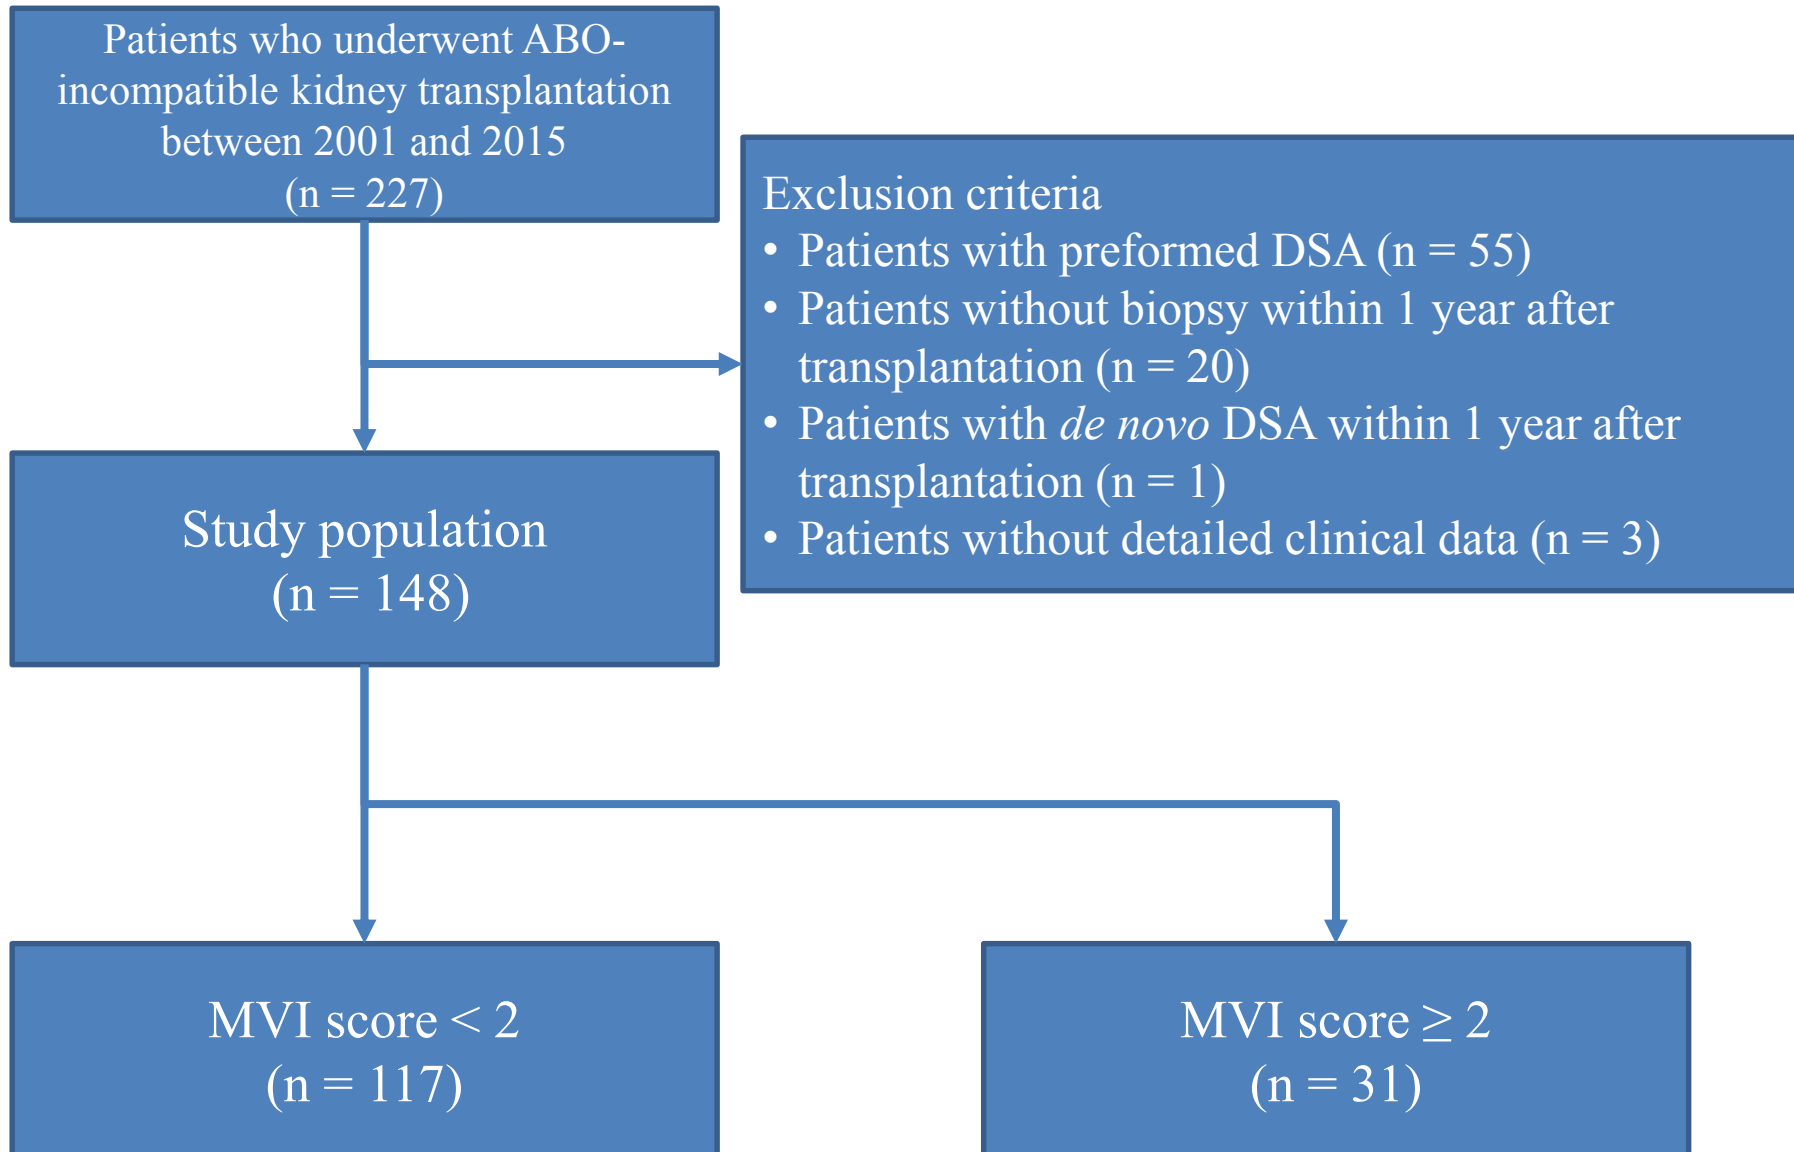 Patients who underwent ABO-
incompatible kidney transplantation
between 2001 and 2015
(n = 227)
Exclusion criteria
• Patients with preformed DSA (n = 55)
• Patients without biopsy within 1 year after
transplantation (n = 20)
• Patients with de novo DSA within 1 year after
transplantation (n = 1)
• Patients without detailed clinical data (n = 3)
Study population
(n = 148)
MVI score < 2
(n = 117)
MVI score ≥ 2
(n = 31)